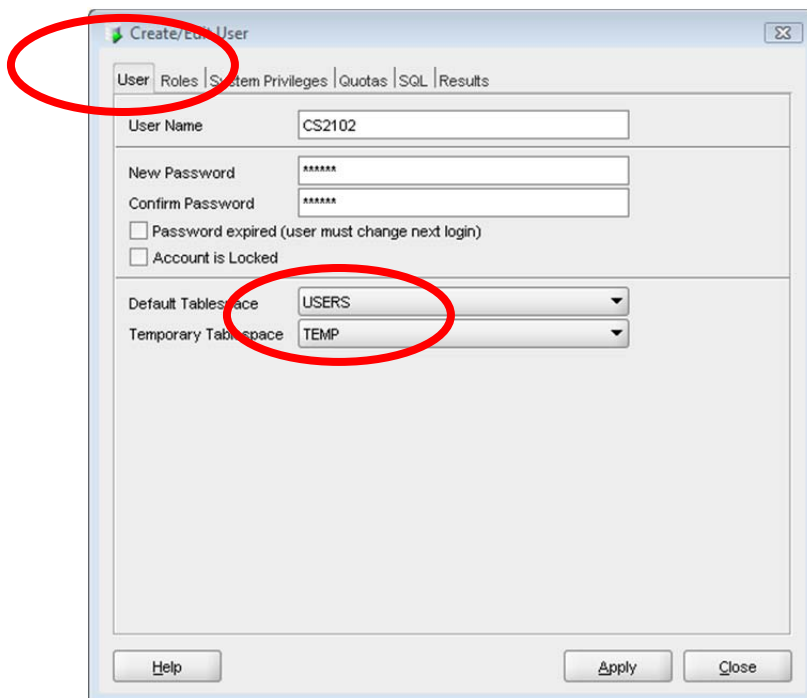 Create/Edit User
User Roles System Privileges Quotas SQL Results
User Name CS2102
New Password ******
Confirm Password ******
Password expired (user must change next login)
Account is Locked
Default Tablespace USERS
Temporary Tablespace TEMP
Help Apply Close